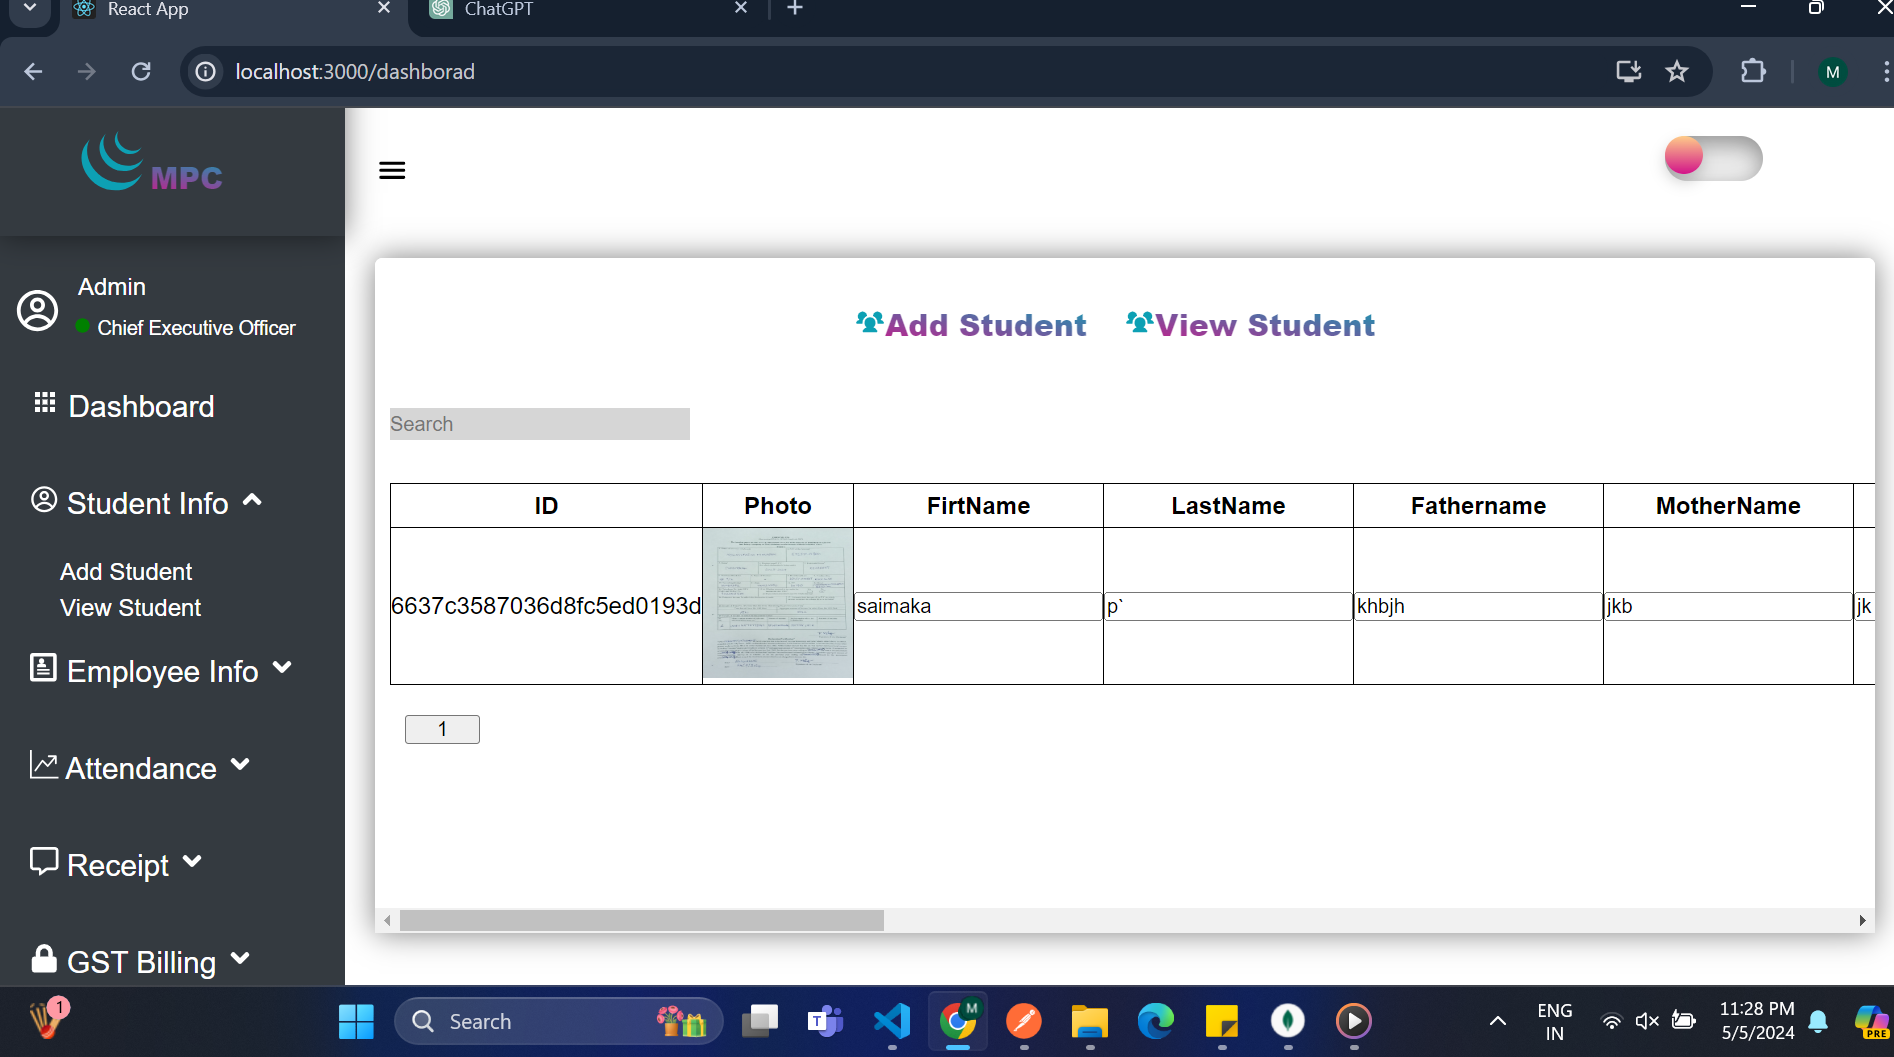 React App
ChatGPT
localhost:3000/dashborad
M
MPC
Admin
Chief Executive Officer
Dashboard
Student Info
Add Student
View Student
Employee Info
Attendance
Receipt
GST Billing
Add Student View Student
Search
ID Photo FirtName LastName Fathername MotherName
6637c3587036d8fc5ed0193d saimaka p` khbjh jkb jk
1
1
Search
T
M
PRE
ENG
IN
11:28 PM
5/5/2024